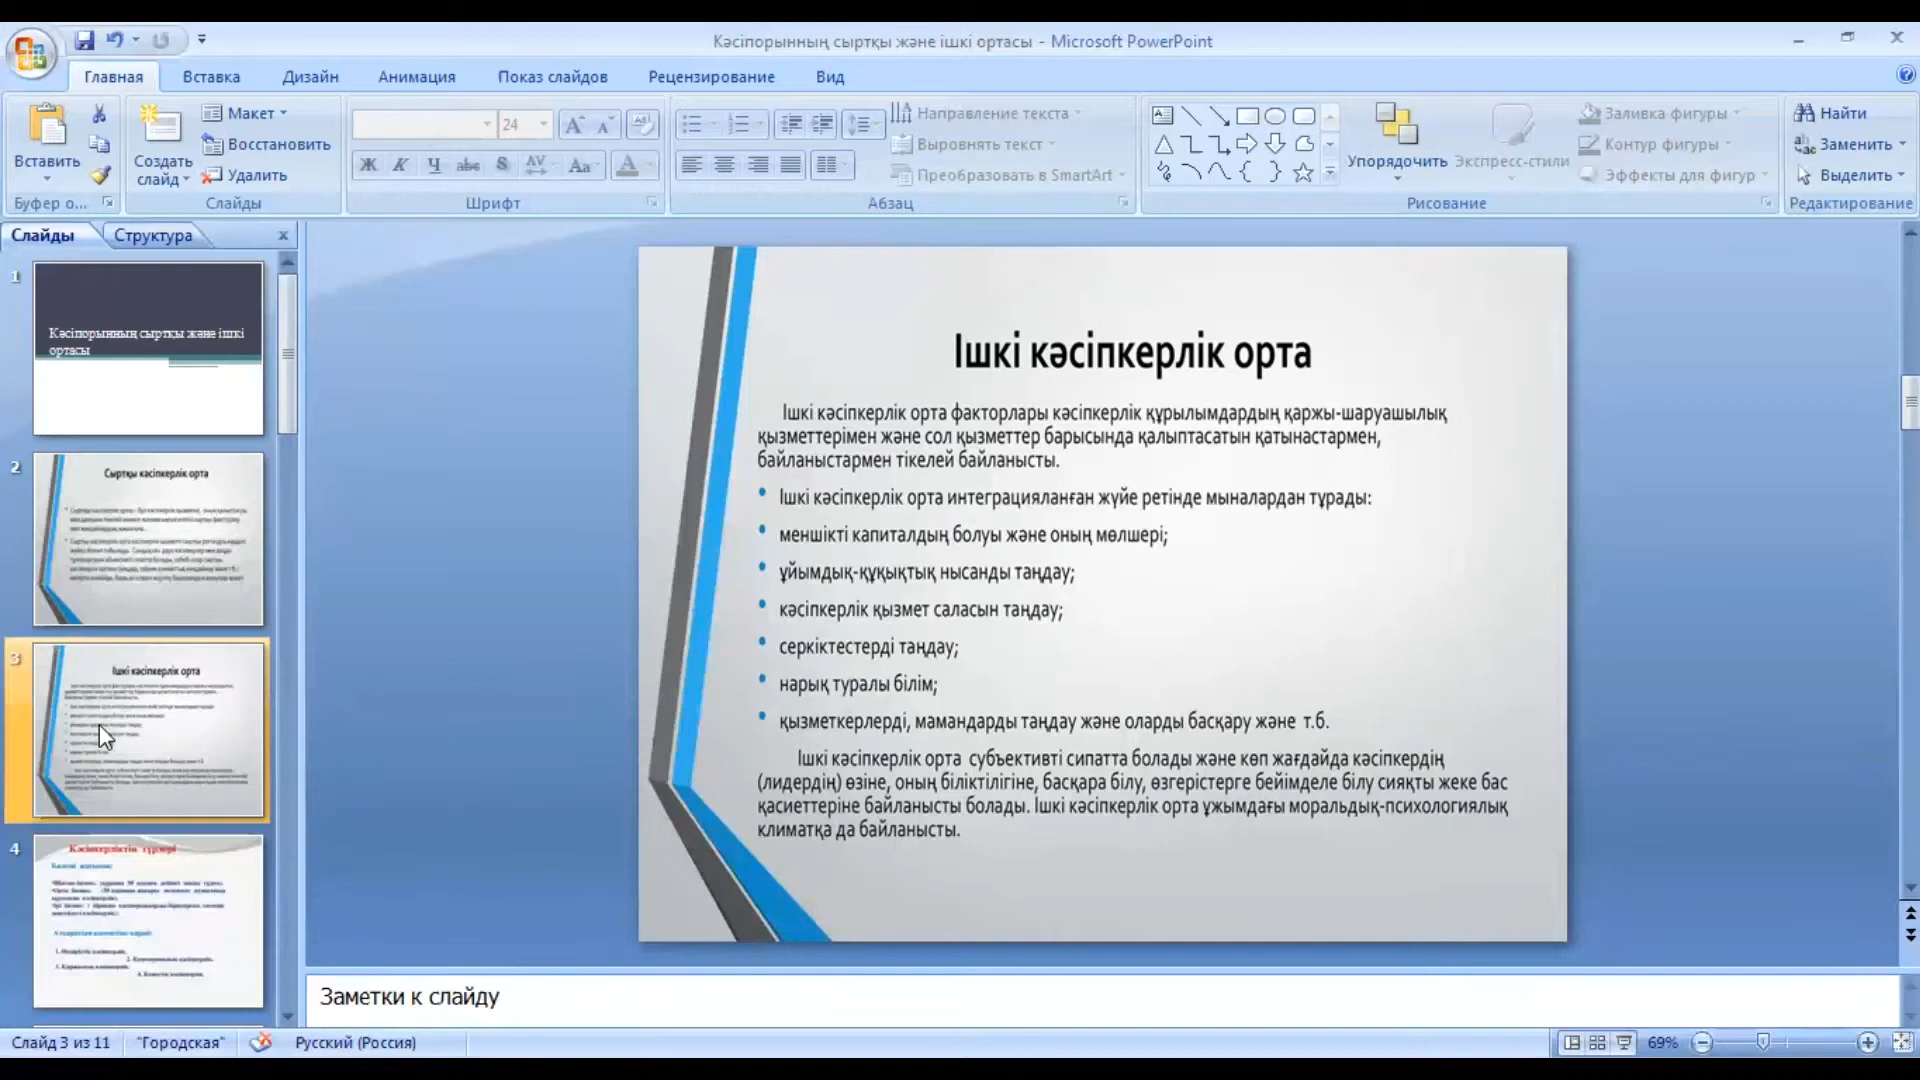 Кәсіпорынның сыртқы және ішкі ортасы - Microsoft PowerPoint
Главная Вставка Дизайн Анимация Показ слайдов Рецензирование Вид
Вставить
Буфер о...
Создать слайд
Макет
Восстановить
Удалить
Слайды
24
Ж К Ч abc S AV Aa A
Шрифт
Направление текста
Выровнять текст
Преобразовать в SmartArt
Абзац
Упорядочить
Экспресс-стили
Заливка фигуры
Контур фигуры
Эффекты для фигур
Рисование
Найти
Заменить
Выделить
Редактирование
Слайды Структура
1
Кәсіпорынның сыртқы және ішкі
ортасы
2
Сыртқы кәсіпкерлік орта
3
Ішкі кәсіпкерлік орта
4
Кәсіпкерліктің түрлері
Ішкі кәсіпкерлік орта
Ішкі кәсіпкерлік орта факторлары кәсіпкерлік құрылымдардың қаржы-шаруашылық
қызметтерімен және сол қызметтер барысында қалыптасатын қатынастармен,
байланыстармен тікелей байланысты.
• Ішкі кәсіпкерлік орта интеграцияланған жүйе ретінде мыналардан тұрады:
• меншікті капиталдың болуы және оның мөлшері;
• ұйымдық-құқықтық нысанды таңдау;
• кәсіпкерлік қызмет саласын таңдау;
• серкіктестерді таңдау;
• нарық туралы білім;
• қызметкерлерді, мамандарды таңдау және оларды басқару және т.б.
Ішкі кәсіпкерлік орта субъективті сипатта болады және көп жағдайда кәсіпкердің
(лидердің) өзіне, оның біліктілігіне, басқара білу, өзгерістерге бейімделе білу сияқты жеке бас
қасиеттеріне байланысты болады. Ішкі кәсіпкерлік орта ұжымдағы моральдық-психологиялық
климатқа да байланысты.
Заметки к слайду
Слайд 3 из 11 "Городская" Русский (Россия) 69%